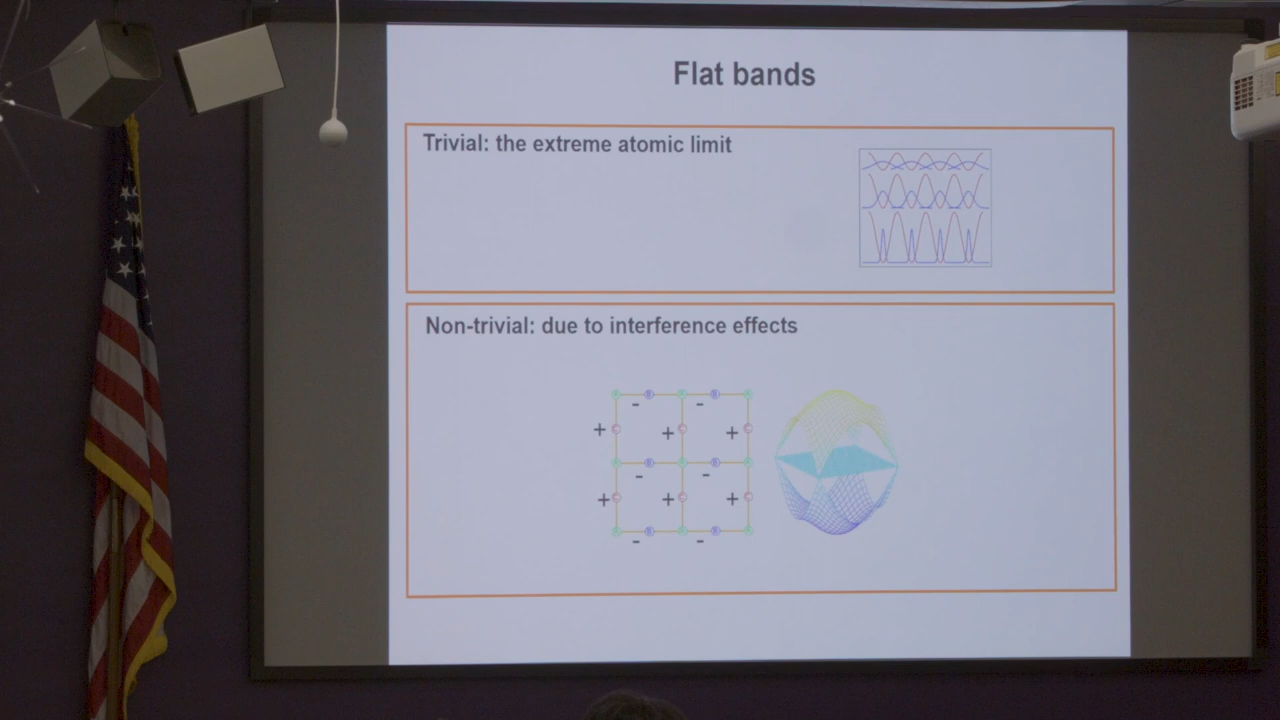 Flat bands
Trivial: the extreme atomic limit
Non-trivial: due to interference effects
- -
+ + +
- -
+ + +
- -